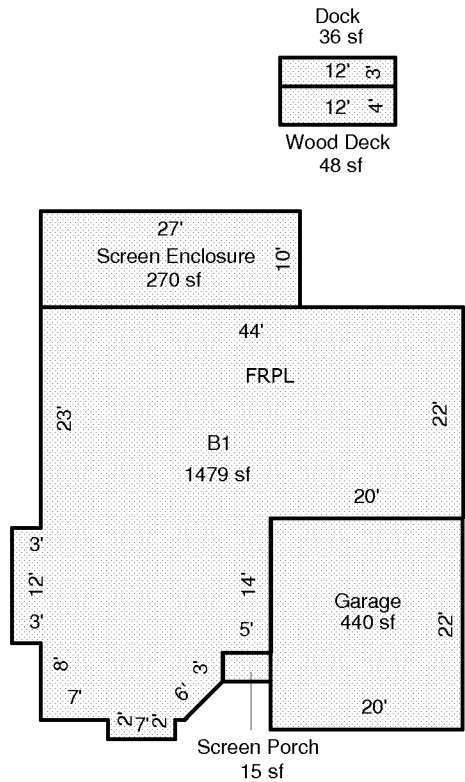 Dock
36 sf
12' 3'
12' 4'
Wood Deck
48 sf
27'
Screen Enclosure
270 sf
10'
44'
FRPL
23'
22'
B1
1479 sf
20'
3'
12'
3'
14'
Garage
440 sf
22'
5'
8'
3'
7'
6'
2' 7' 2'
20'
Screen Porch
15 sf